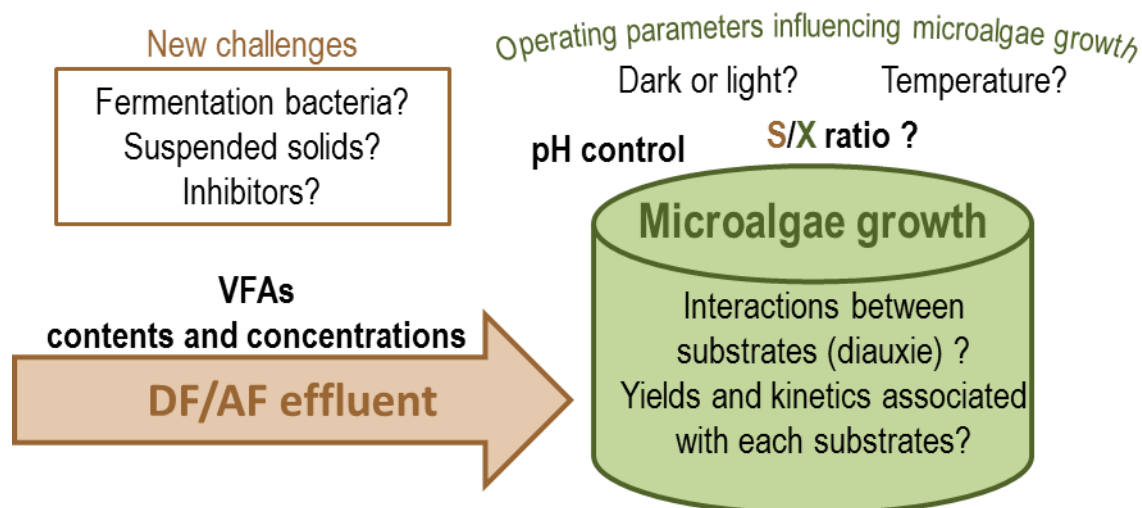 New challenges
Fermentation bacteria?
Suspended solids?
Inhibitors?
Operating parameters influencing microalgae growth
Dark or light?
Temperature?
pH control
S/X ratio ?
VFAs
contents and concentrations
DF/AF effluent
Microalgae growth
Interactions between
substrates (diauxie) ?
Yields and kinetics associated
with each substrates?